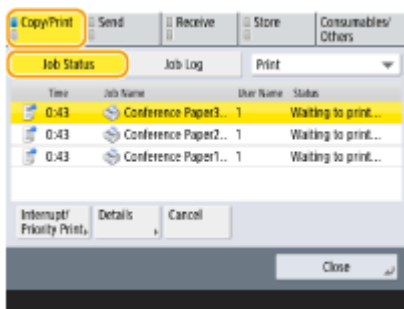 Copy/Print Send Receive Store Consumables/
Others
Job Status Job Log Print
Time Job Name User Name Status
0:43 Conference Paper3... 1 Waiting to print...
0:43 Conference Paper2... 1 Waiting to print...
0:43 Conference Paper1... 1 Waiting to print...
Interrupt/
Priority Print Details Cancel
Close